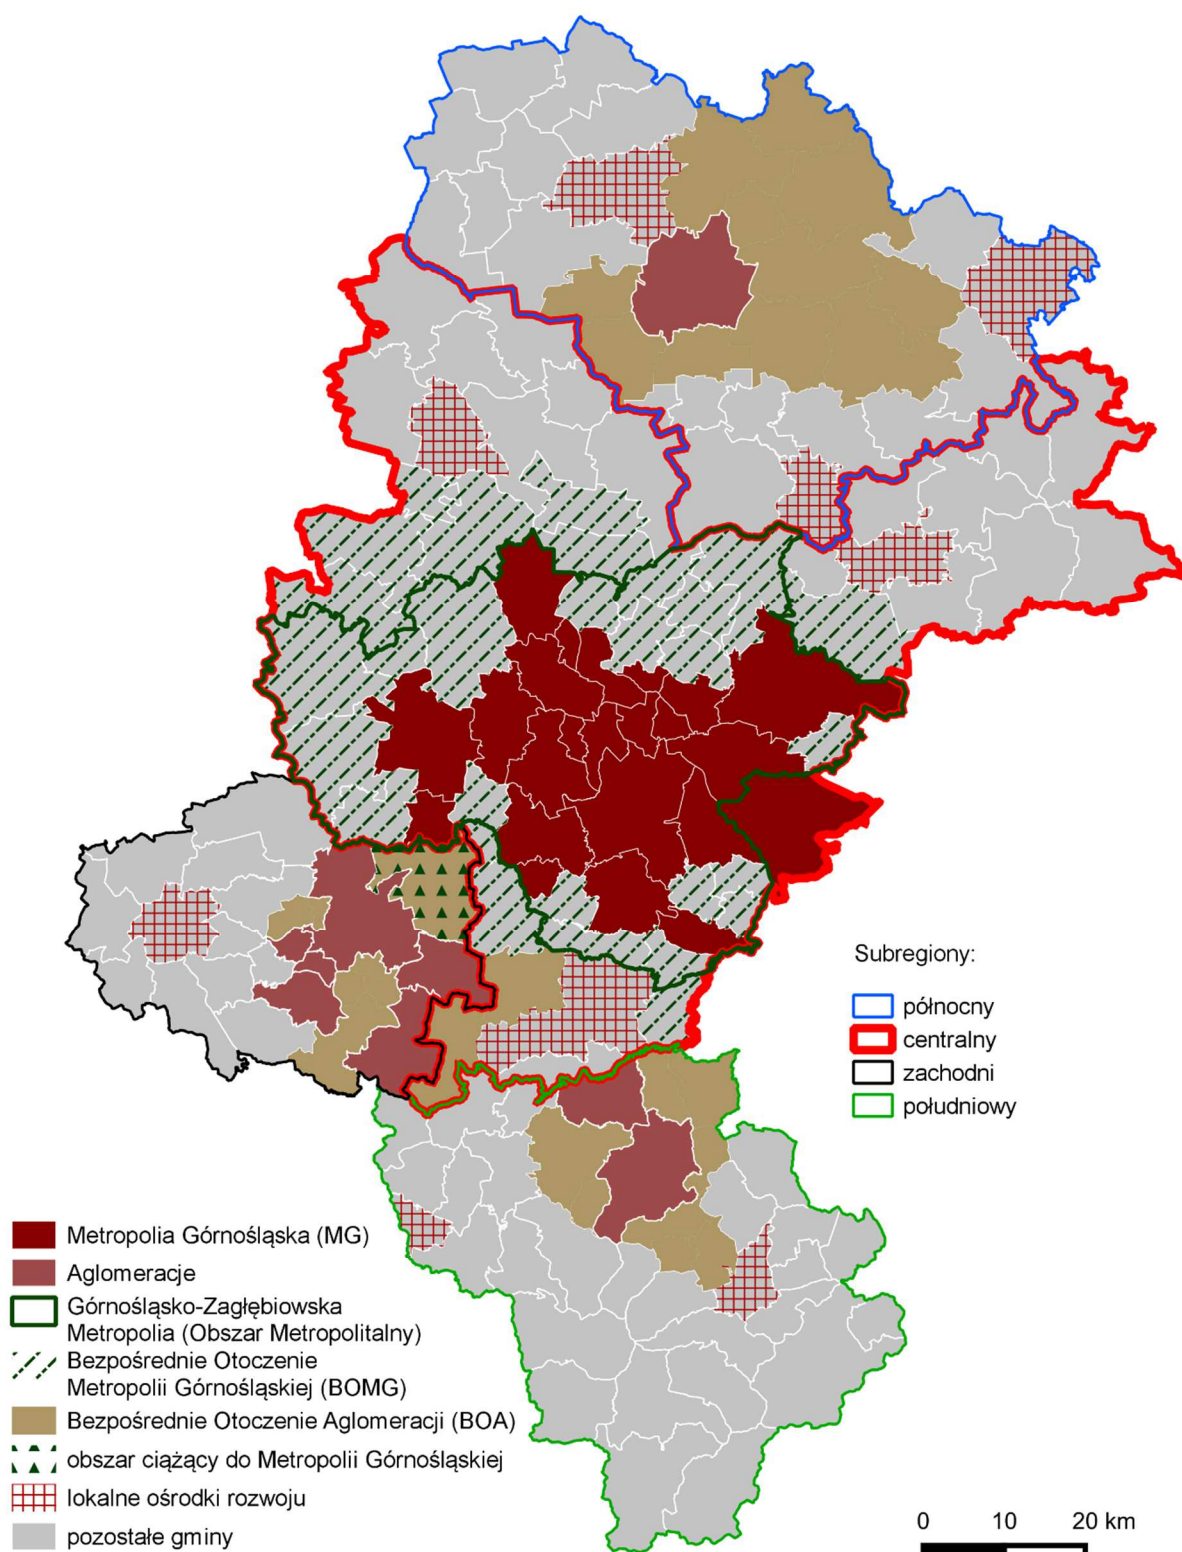 Subregiony:
północny
centralny
zachodni
południowy
Metropolia Górnośląska (MG)
Aglomeracje
Górnośląsko-Zagłębiowska
Metropolia (Obszar Metropolitalny)
Bezpośrednie Otoczenie
Metropolii Górnośląskiej (BOMG)
Bezpośrednie Otoczenie Aglomeracji (BOA)
obszar ciążący do Metropolii Górnośląskiej
lokalne ośrodki rozwoju
pozostałe gminy
0 10 20 km